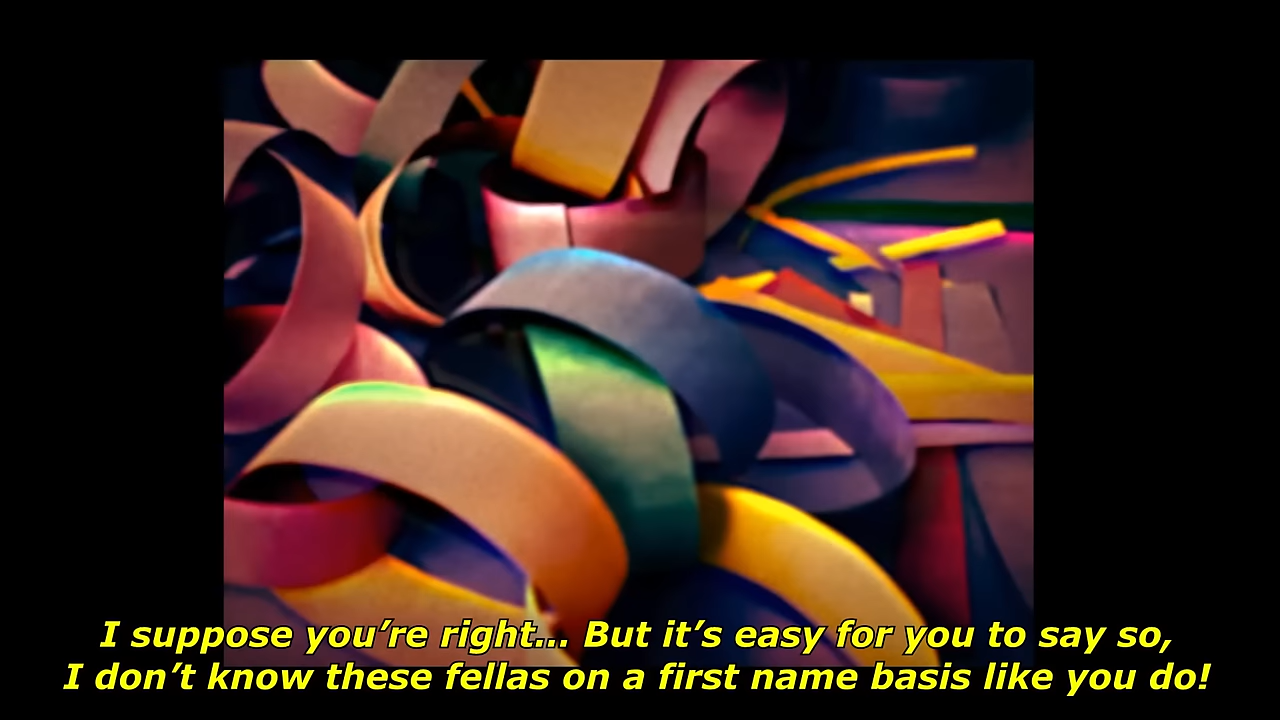 I suppose you’re right... But it’s easy for you to say so,
I don’t know these fellas on a first name basis like you do!